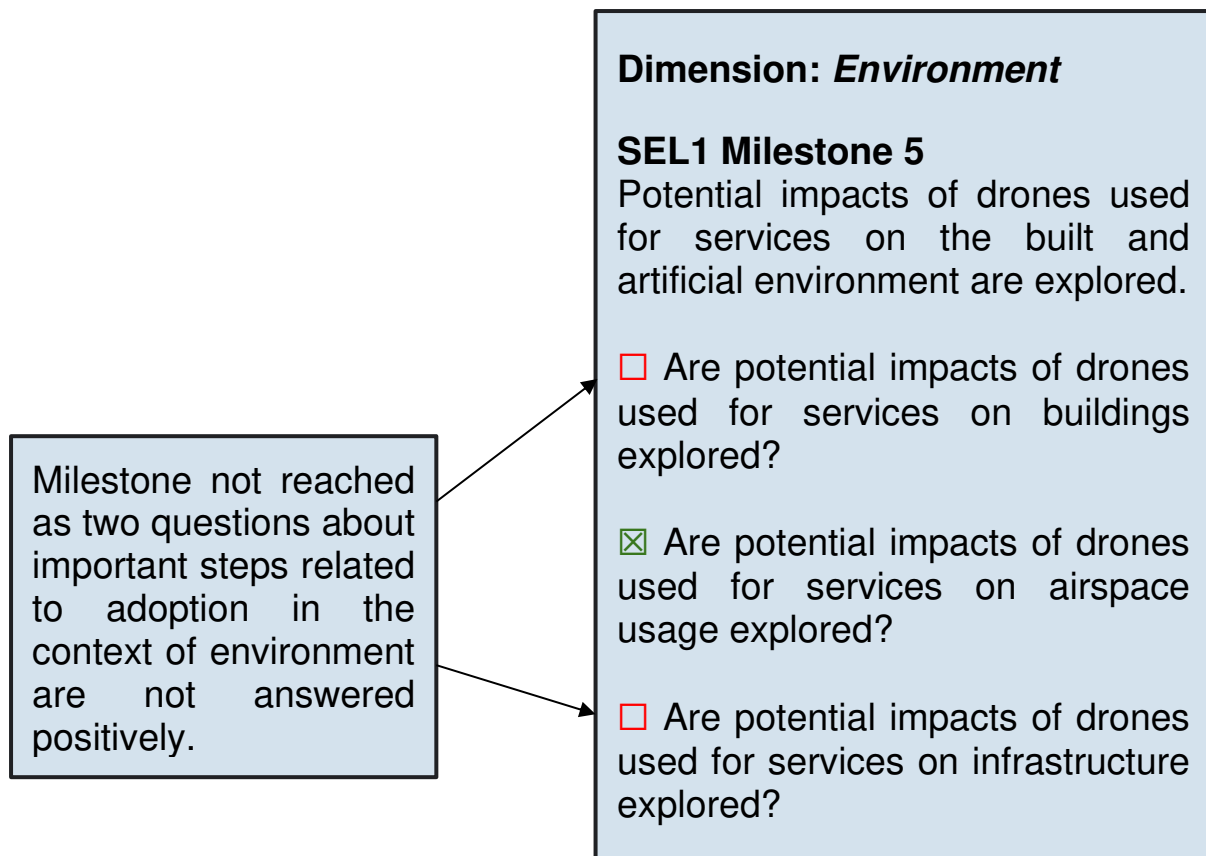 Milestone not reached
as two questions about
important steps related
to adoption in the
context of environment
are not answered
positively.
Dimension: Environment
SEL1 Milestone 5
Potential impacts of drones used
for services on the built and
artificial environment are explored.
☐ Are potential impacts of drones
used for services on buildings
explored?
☒ Are potential impacts of drones
used for services on airspace
usage explored?
☐ Are potential impacts of drones
used for services on infrastructure
explored?